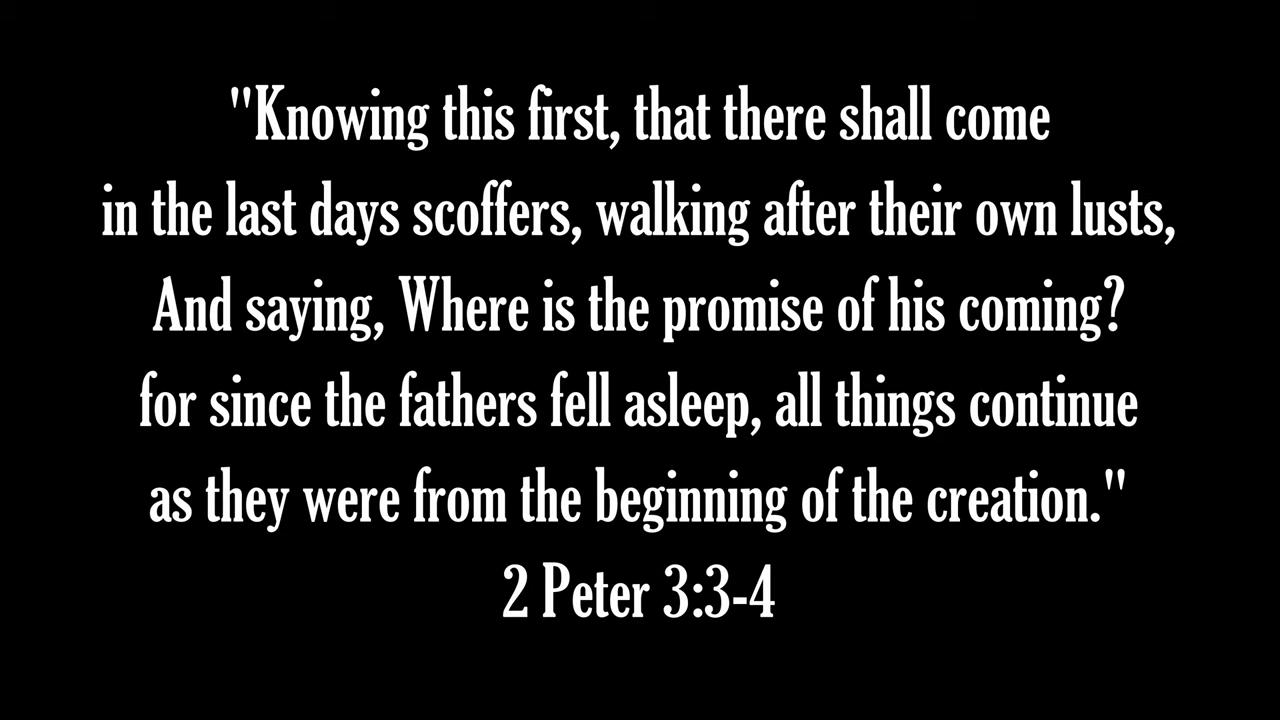 "Knowing this first, that there shall come
in the last days scoffers, walking after their own lusts,
And saying, Where is the promise of his coming?
for since the fathers fell asleep, all things continue
as they were from the beginning of the creation."
2 Peter 3:3-4